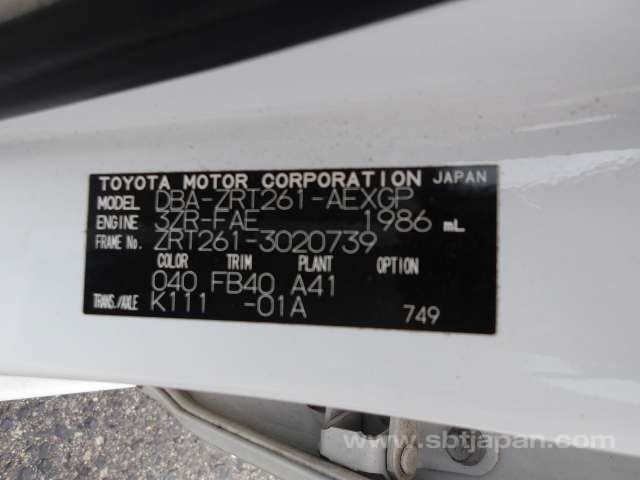 TOYOTA MOTOR CORPORATION JAPAN
MODEL DBA-ZRT261-AEXGP
ENGINE 3ZR-FAE 1986 mL
FRAME No. ZRT261-3020739
COLOR TRIM PLANT OPTION
040 FB40 A41
TRANS./AXLE K111 -01A 749
www.sbtjapan.com